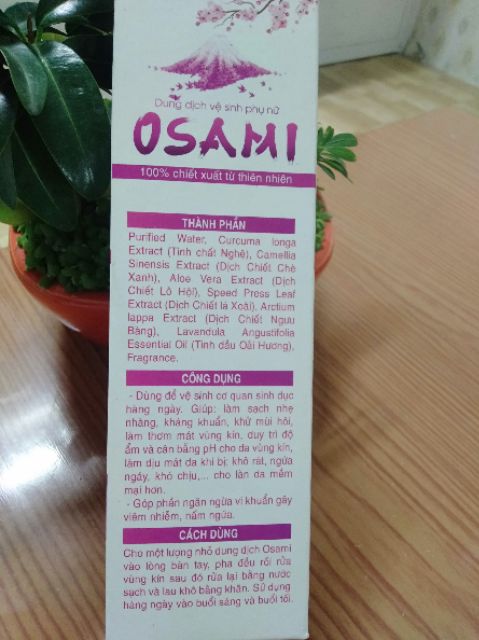 Dung dịch vệ sinh phụ nữ
OSAMI
100% chiết xuất từ thiên nhiên
THÀNH PHẦN
Purified Water, Curcuma longa
Extract (Tinh chất Nghệ), Camellia
Sinensis Extract (Dịch Chiết Chè
Xanh), Aloe Vera Extract (Dịch
Chiết Lô Hội), Speed Press Leaf
Extract (Dịch Chiết lá Xoài), Arctium
lappa Extract (Dịch Chiết Ngưu
Bàng), Lavandula Angustifolia
Essential Oil (Tinh dầu Oải Hương),
Fragrance.
CÔNG DỤNG
- Dùng để vệ sinh cơ quan sinh dục
hàng ngày. Giúp: làm sạch nhẹ
nhàng, kháng khuẩn, khử mùi hôi,
làm thơm mát vùng kín, duy trì độ
ẩm và cân bằng pH cho da vùng kín,
làm dịu mát da khi bị: khô rát, ngứa
ngáy, khó chịu,... cho làn da mềm
mại hơn.
- Góp phần ngăn ngừa vi khuẩn gây
viêm nhiễm, nấm ngứa.
CÁCH DÙNG
Cho một lượng nhỏ dung dịch Osami
vào lòng bàn tay, pha đều rồi rửa
vùng kín sau đó rửa lại bằng nước
sạch và lau khô bằng khăn. Sử dụng
hàng ngày vào buổi sáng và buổi tối.